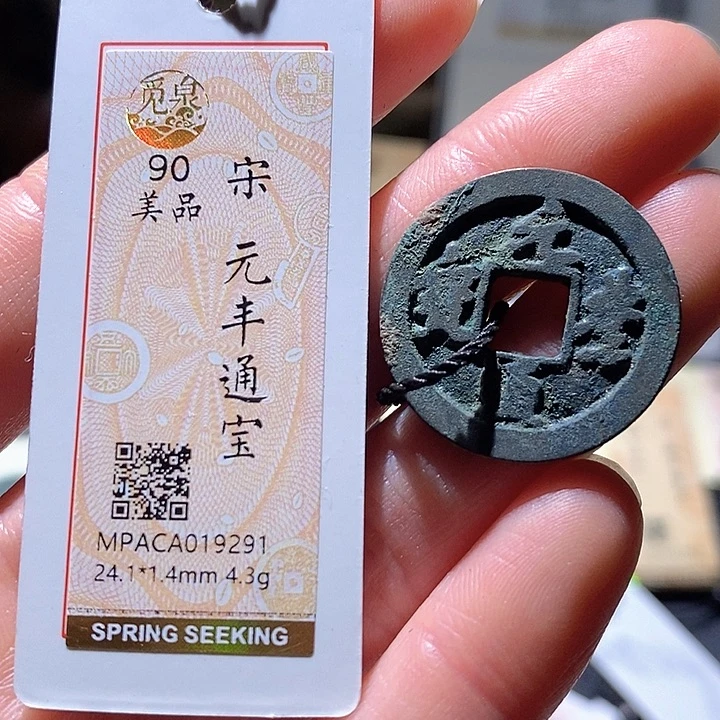 觅泉
90
美品
宋 元丰通宝
MPACA019291
24.1*1.4mm 4.3g
SPRING SEEKING